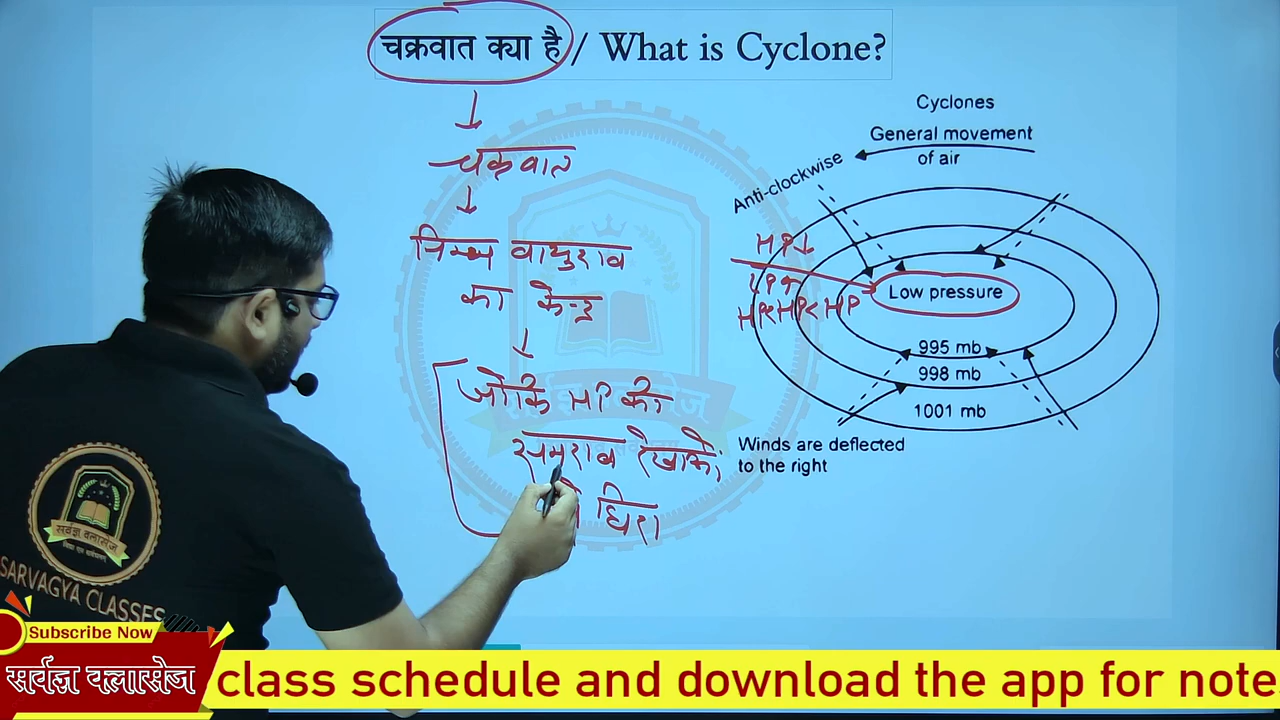 चक्रवात क्या है / What is Cyclone?
चक्रवात
निम्न वायुदाब
का केन्द्र
जोकि HP की
समदाब रेखाओं
घिरा
Cyclones
General movement
of air
Anti-clockwise
HP↓
LP↑
HP<HP<HP
Low pressure
995 mb
998 mb
1001 mb
Winds are deflected
to the right
सर्वज्ञ क्लासेज
SARVAGYA CLASSES
Subscribe Now
सर्वज्ञ क्लासेज
class schedule and download the app for note